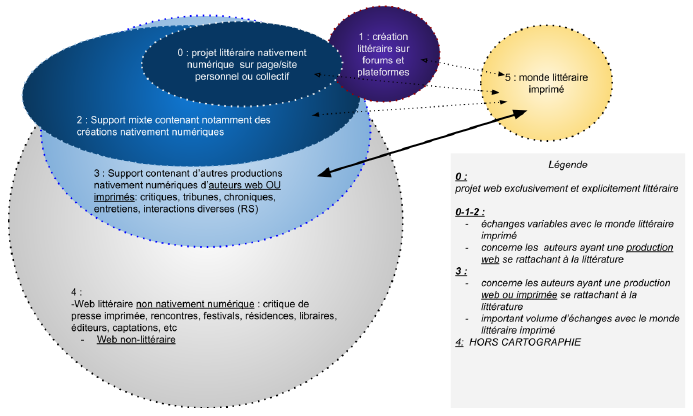 0 : projet littéraire nativement
numérique  sur page/site
personnel ou collectif
1 : création
littéraire sur
forums et
plateformes
5 : monde littéraire
imprimé
2 : Support mixte contenant notamment des
créations nativement numériques
3 : Support contenant d'autres productions
nativement numériques d'auteurs web OU
imprimés: critiques, tribunes, chroniques,
entretiens, interactions diverses (RS)
4 :
-Web littéraire non nativement numérique : critique de
presse imprimée, rencontres, festivals, résidences, libraires,
éditeurs, captations, etc
- Web non-littéraire
Légende
0 :
projet web exclusivement et explicitement littéraire
0-1-2 :
- échanges variables avec le monde littéraire
imprimé
- concerne les  auteurs ayant une production
web se rattachant à la littérature
3 :
- concerne les auteurs ayant une production
web ou imprimée se rattachant à la
littérature
- important volume d'échanges avec le monde
littéraire imprimé
4:  HORS CARTOGRAPHIE